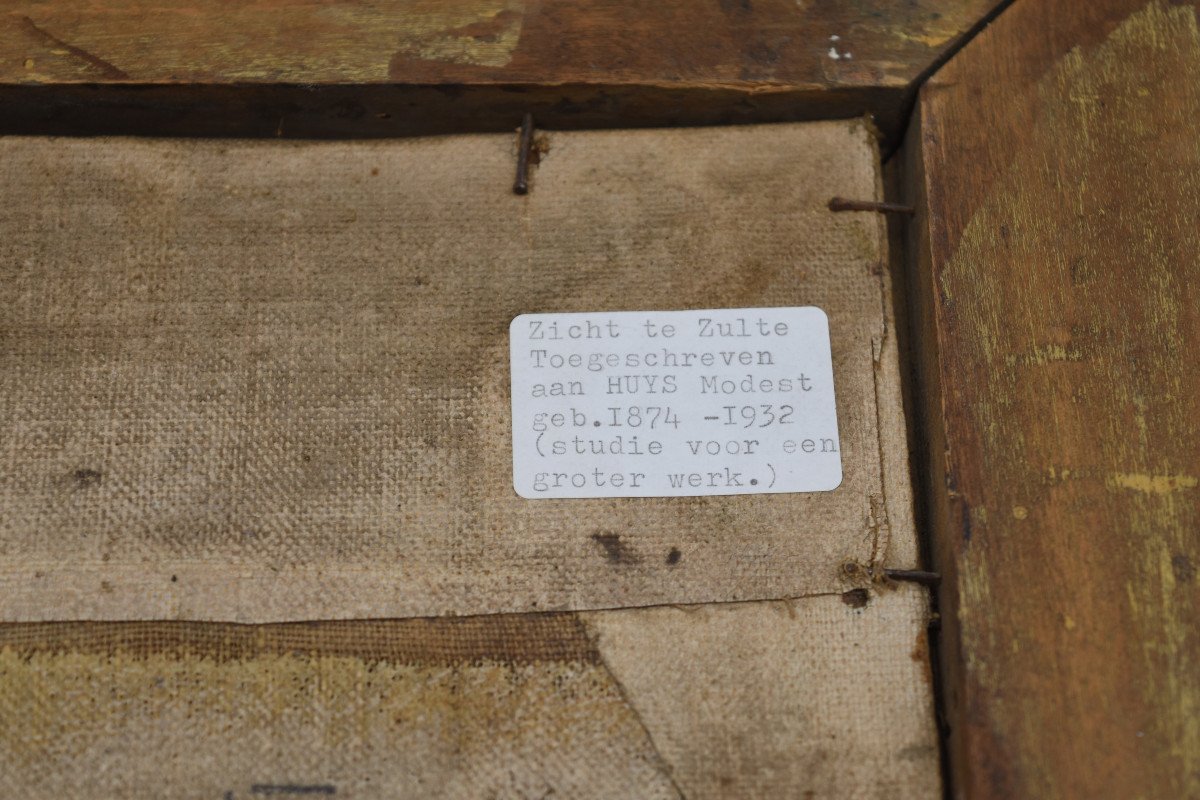 Zicht te Zulte
Toegeschreven
aan HUYS Modest
geb.I874 -I932
(studie voor een
groter werk.)